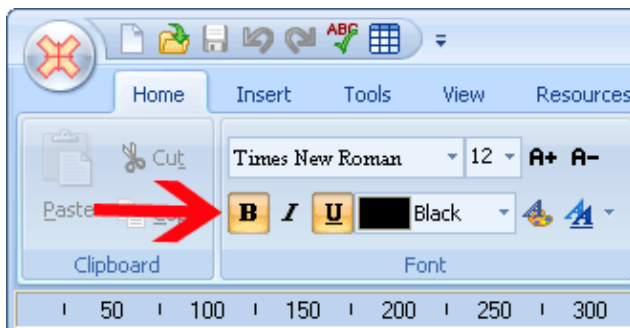 ABC
Home Insert Tools View Resources
Cut Times New Roman 12 A+ A-
Paste B I U Black A
Clipboard Font
50 100 150 200 250 300